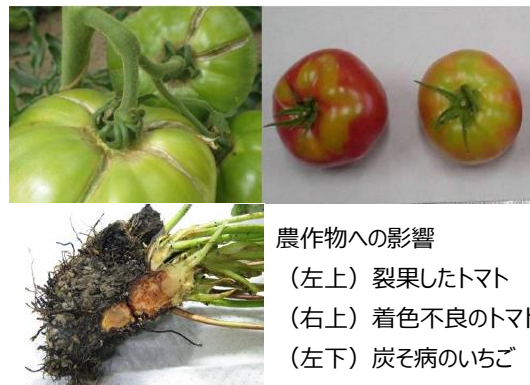 農作物への影響
（左上）裂果したトマト
（右上）着色不良のトマト
（左下）炭そ病のいちご